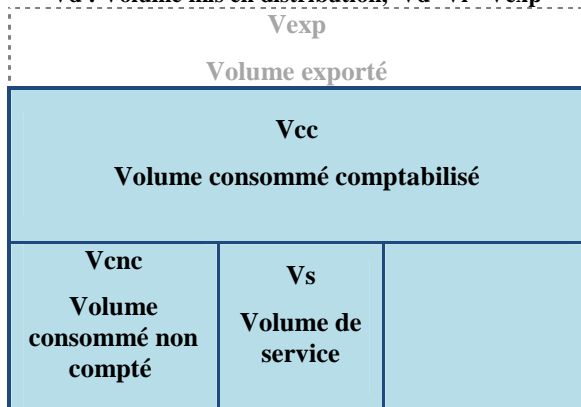 Vexp
Volume exporté
Vcc
Volume consommé comptabilisé
Vcnc
Volume
consommé non
compté
Vs
Volume de
service